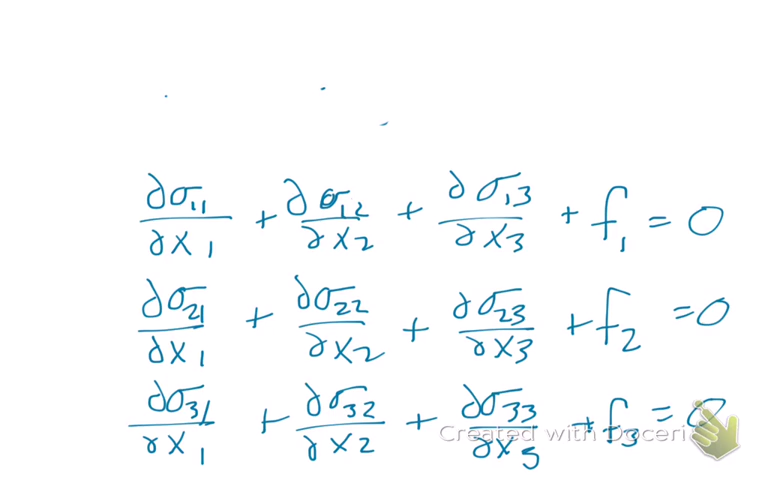 ∂σ₁₁/∂x₁ + ∂σ₁₂/∂x₂ + ∂σ₁₃/∂x₃ + f₁ = 0
∂σ₂₁/∂x₁ + ∂σ₂₂/∂x₂ + ∂σ₂₃/∂x₃ + f₂ = 0
∂σ₃₁/∂x₁ + ∂σ₃₂/∂x₂ + ∂σ₃₃/∂x₃ + f₃ = 0
Created with Doceri